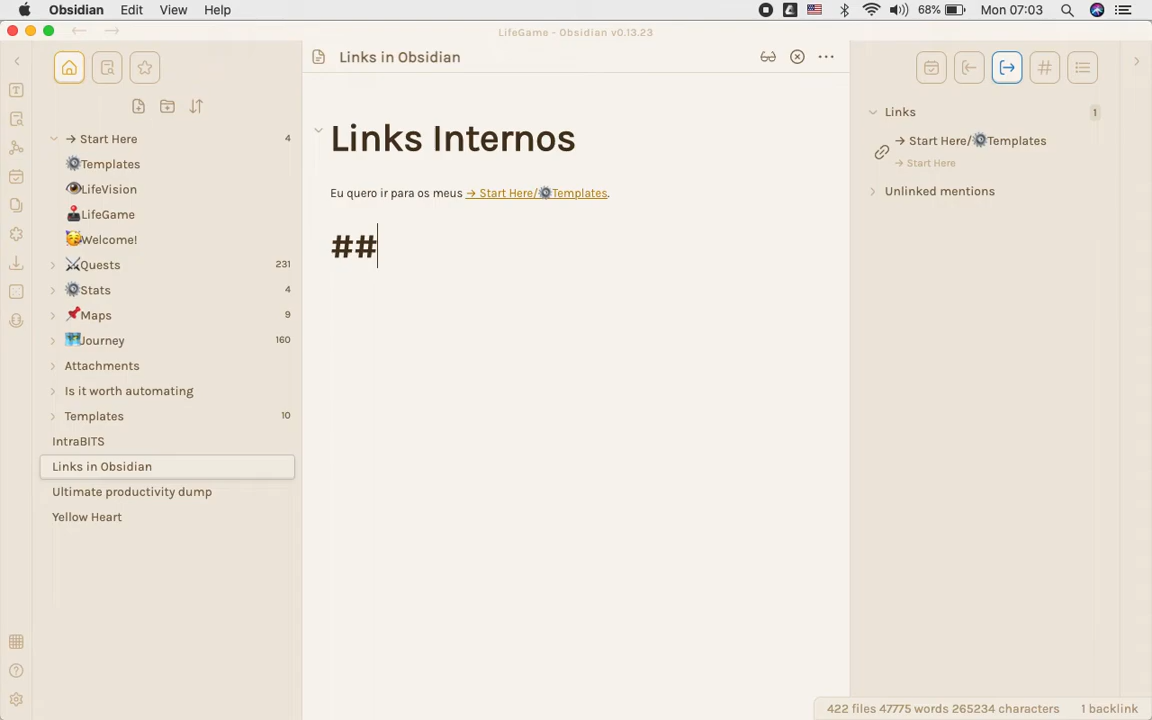 Obsidian Edit View Help 68% Mon 07:03
LifeGame - Obsidian v0.13.23
Links in Obsidian
→ Start Here 4
Templates
LifeVision
LifeGame
Welcome!
Quests 231
Stats 4
Maps 9
Journey 160
Attachments
Is it worth automating
Templates 10
IntraBITS
Links in Obsidian
Ultimate productivity dump
Yellow Heart
Links Internos
Eu quero ir para os meus → Start Here/⚙️Templates.
##
Links 1
→ Start Here/⚙️Templates
→ Start Here
Unlinked mentions
422 files 47775 words 265234 characters 1 backlink